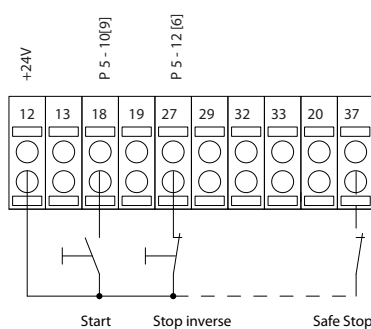 +24V
P 5 - 10[9]
P 5 - 12 [6]
12 13 18 19 27 29 32 33 20 37
Start Stop inverse Safe Stop